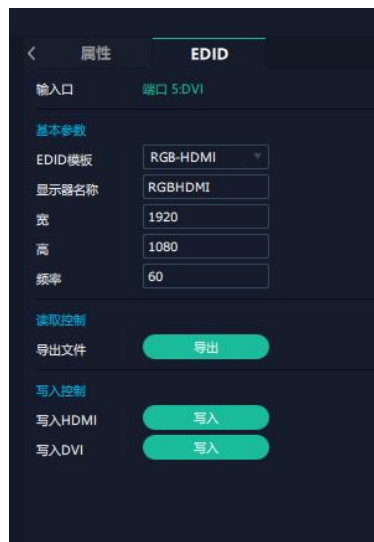 < 属性 EDID
输入口 端口 5:DVI
基本参数
EDID模板 RGB-HDMI
显示器名称 RGBHDMI
宽 1920
高 1080
频率 60
读取控制
导出文件 导出
写入控制
写入HDMI 写入
写入DVI 写入